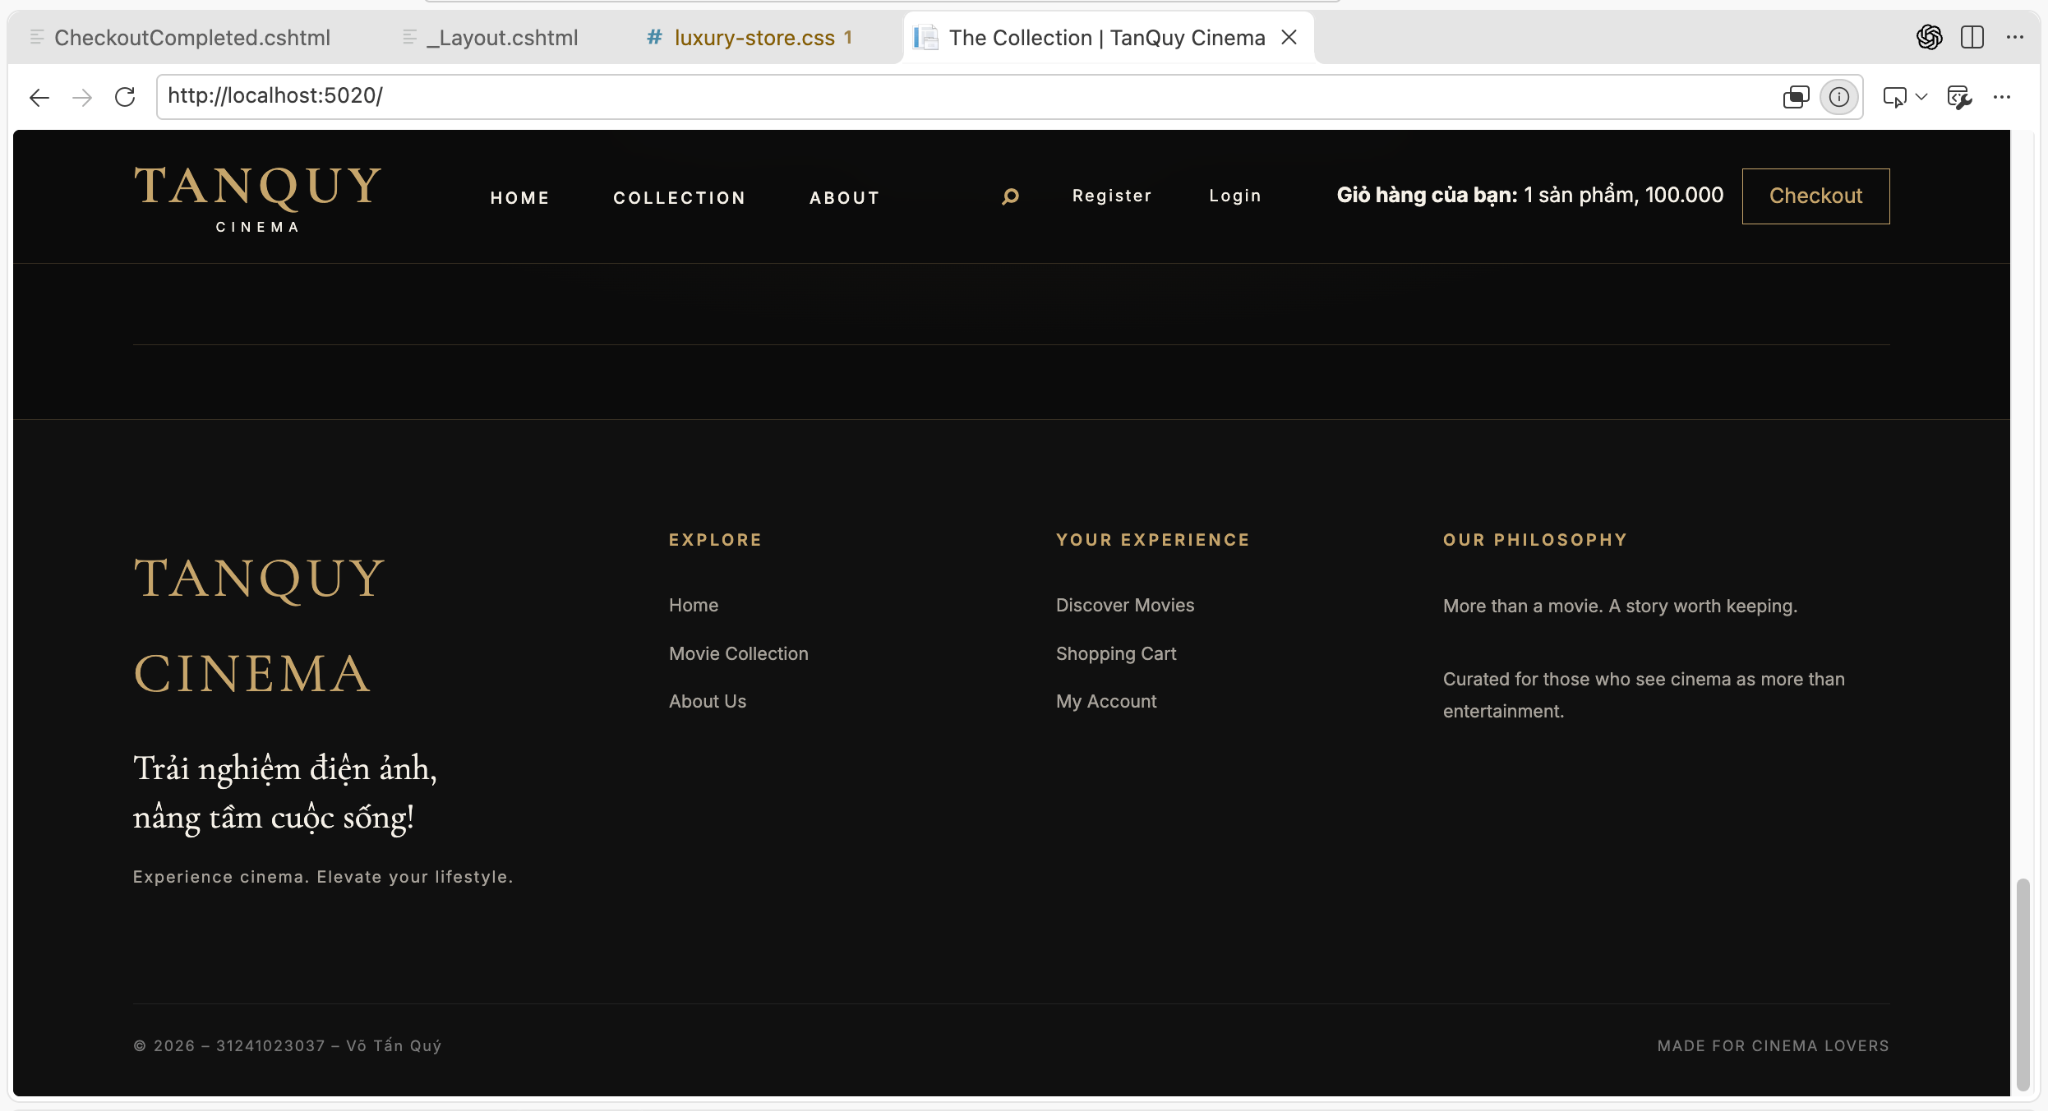 CheckoutCompleted.cshtml
_Layout.cshtml
# luxury-store.css 1
The Collection | TanQuy Cinema
http://localhost:5020/
TANQUY
CINEMA
HOME
COLLECTION
ABOUT
Register
Login
Giỏ hàng của bạn: 1 sản phẩm, 100.000
Checkout
TANQUY
CINEMA
Trải nghiệm điện ảnh,
nâng tầm cuộc sống!
Experience cinema. Elevate your lifestyle.
EXPLORE
Home
Movie Collection
About Us
YOUR EXPERIENCE
Discover Movies
Shopping Cart
My Account
OUR PHILOSOPHY
More than a movie. A story worth keeping.
Curated for those who see cinema as more than
entertainment.
© 2026 – 31241023037 – Võ Tấn Quý
MADE FOR CINEMA LOVERS